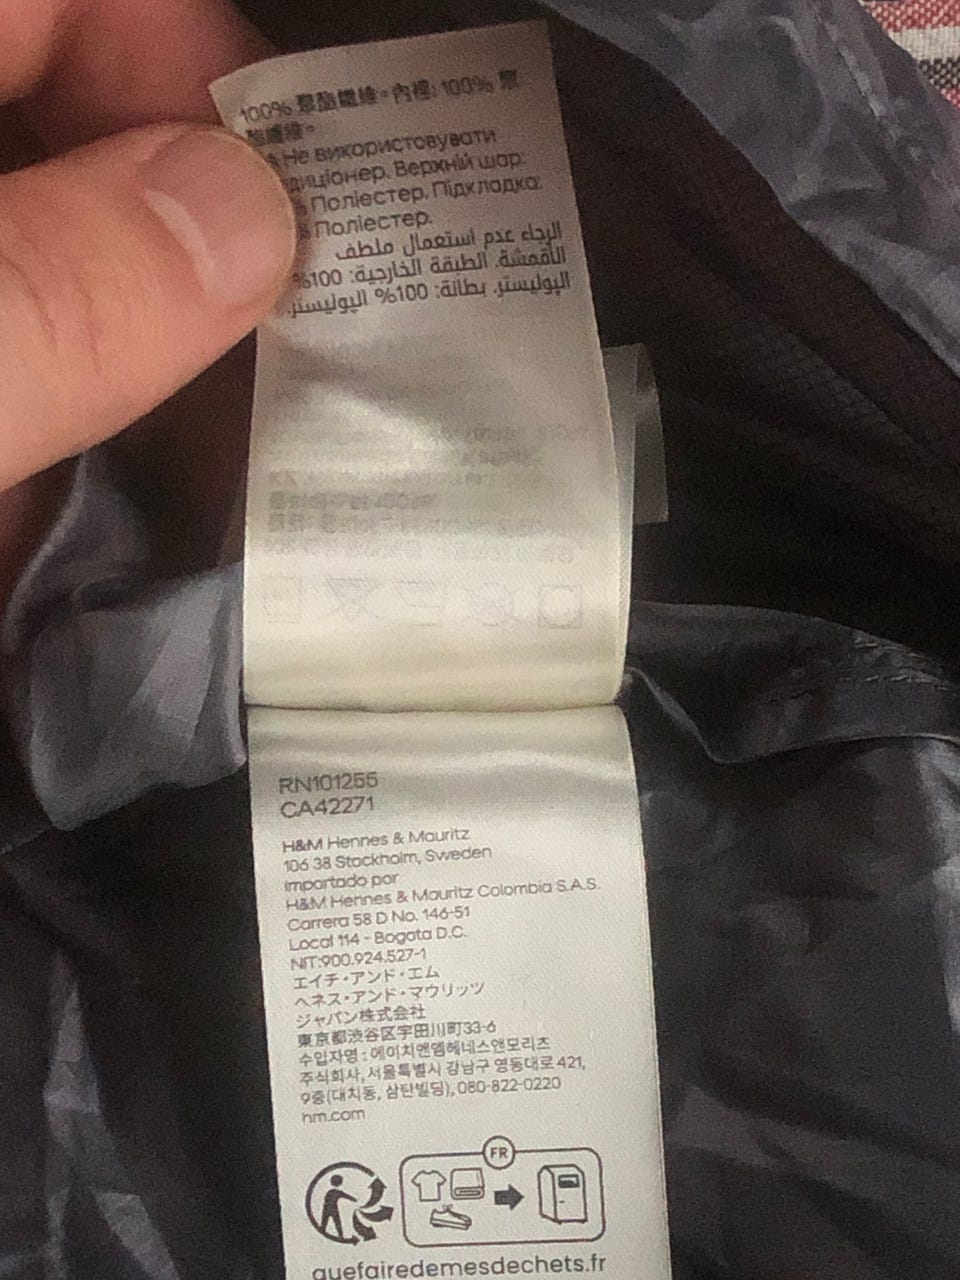 100% 聚酯纖維。內裡: 100% 聚
酯纖維。
Не використовувати
Верхній шар:
Поліестер. Підкладка:
Поліестер.
الرجاء عدم استعمال ملطف
الأقمشة. الطبقة الخارجية: 100%
البوليستر. بطانة: 100% البوليستر.
RN101255
CA42271
H&M Hennes & Mauritz
106 38 Stockholm, Sweden
Importado por
H&M Hennes & Mauritz Colombia S.A.S.
Carrera 58 D No. 146-51
Local 114 - Bogota D.C.
NIT:900.924.527-1
エイチ・アンド・エム
ヘネス・アンド・マウリッツ
ジャパン株式会社
東京都渋谷区宇田川町33-6
수입자명 : 에이치앤엠헤네스앤모리츠
주식회사, 서울특별시 강남구 영동대로 421,
9층(대치동, 삼탄빌딩), 080-822-0220
hm.com
FR
quefairedemesdechets.fr